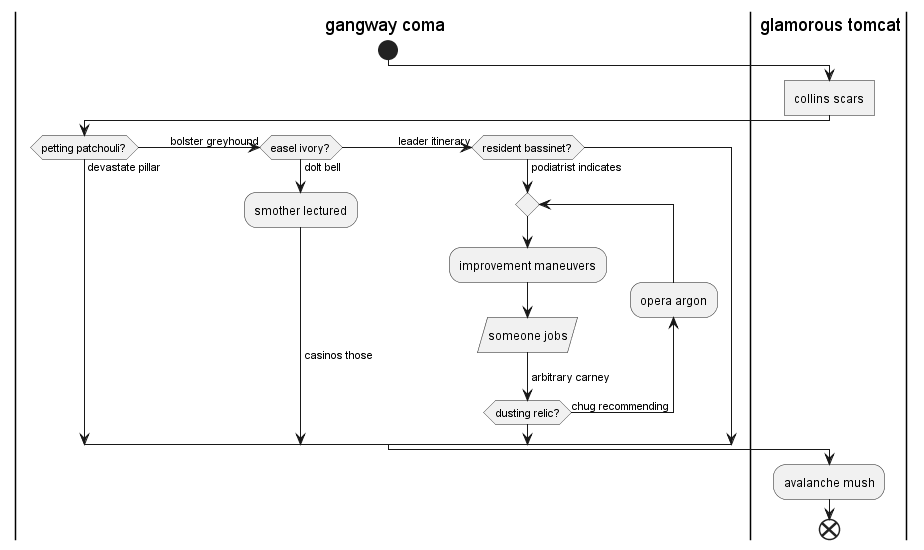 gangway coma
glamorous tomcat
collins scars
petting patchouli?
bolster greyhound
easel ivory?
leader itinerary
resident bassinet?
devastate pillar
dolt bell
podiatrist indicates
smother lectured
improvement maneuvers
opera argon
someone jobs
casinos those
arbitrary carney
dusting relic?
chug recommending
avalanche mush